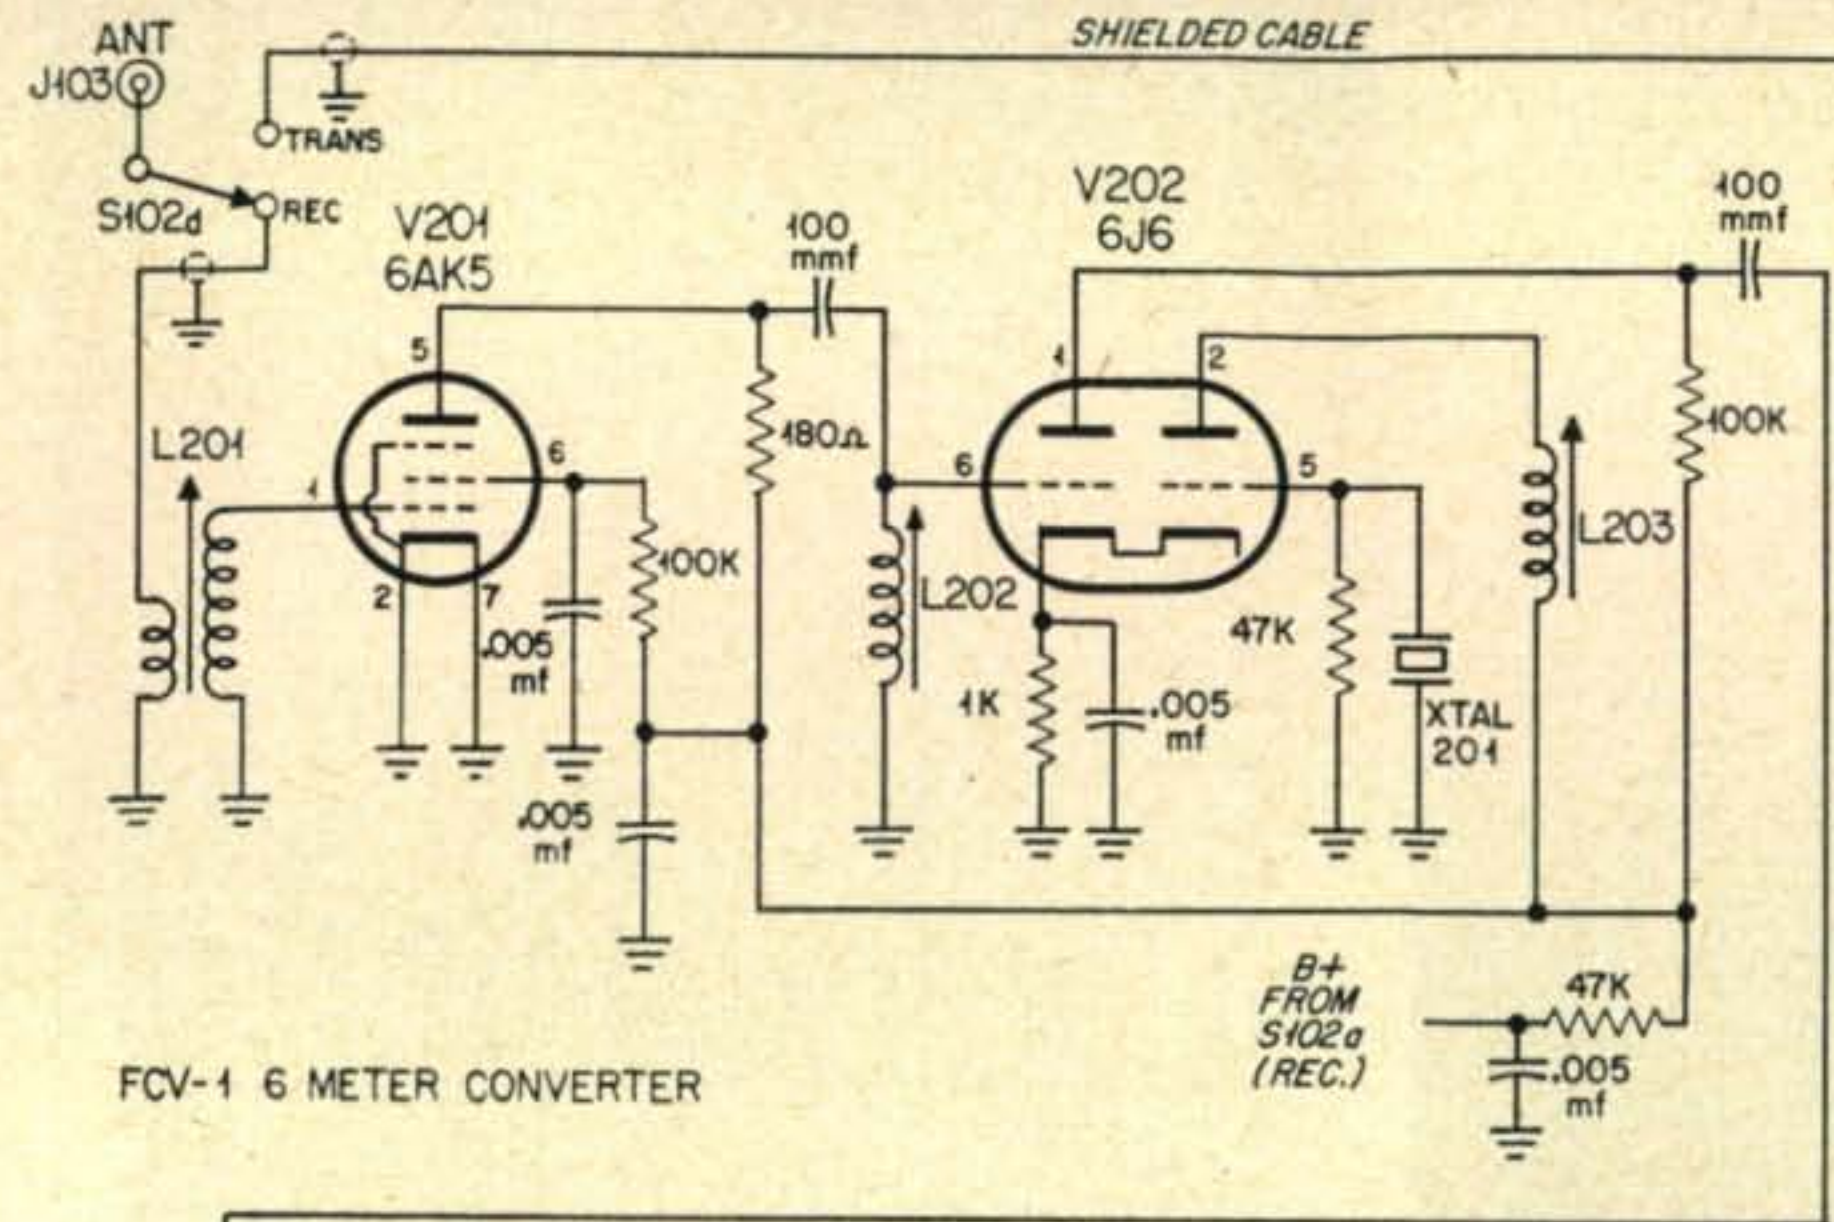 SHIELDED CABLE
ANT
J103
TRANS
REC
S102d
V201
6AK5
100
mmf
V202
6J6
100
mmf
5
1
2
L201
180Ω
100K
6
6
5
1
L203
100K
L202
2
7
.005
mf
47K
1K
.005
mf
XTAL
201
.005
mf
B+
FROM
S102a
(REC.)
47K
.005
mf
FCV-1 6 METER CONVERTER